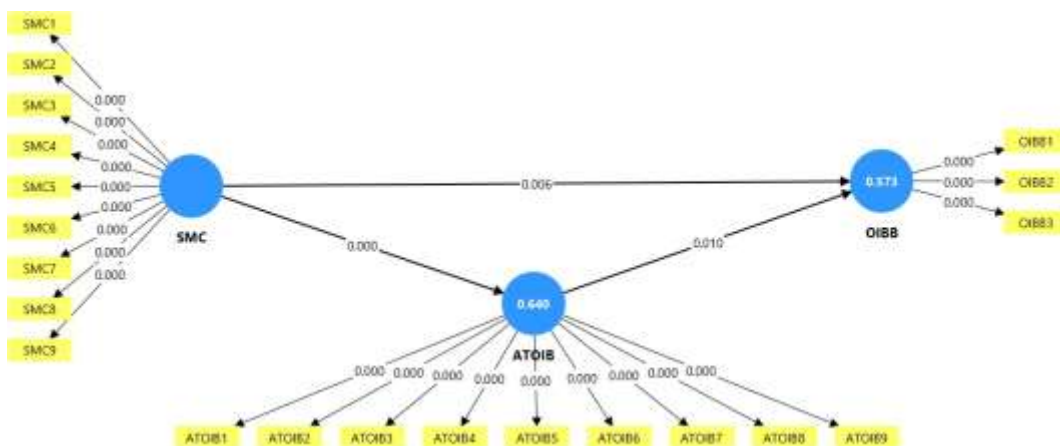 SMC1
SMC2
0.000
SMC3
0.000
0.000
SMC4
0.000
SMC5
0.000
SMC6
0.000
0.000
SMC7
0.000
0.000
SMC8
SMC9
SMC
0.006
0.000
0.573
OIBB
0.000
0.000
0.000
OIBB1
OIBB2
OIBB3
0.010
0.640
ATOIB
0.000
0.000
0.000
0.000
0.000
0.000
0.000
0.000
0.000
ATOIB1
ATOIB2
ATOIB3
ATOIB4
ATOIB5
ATOIB6
ATOIB7
ATOIB8
ATOIB9